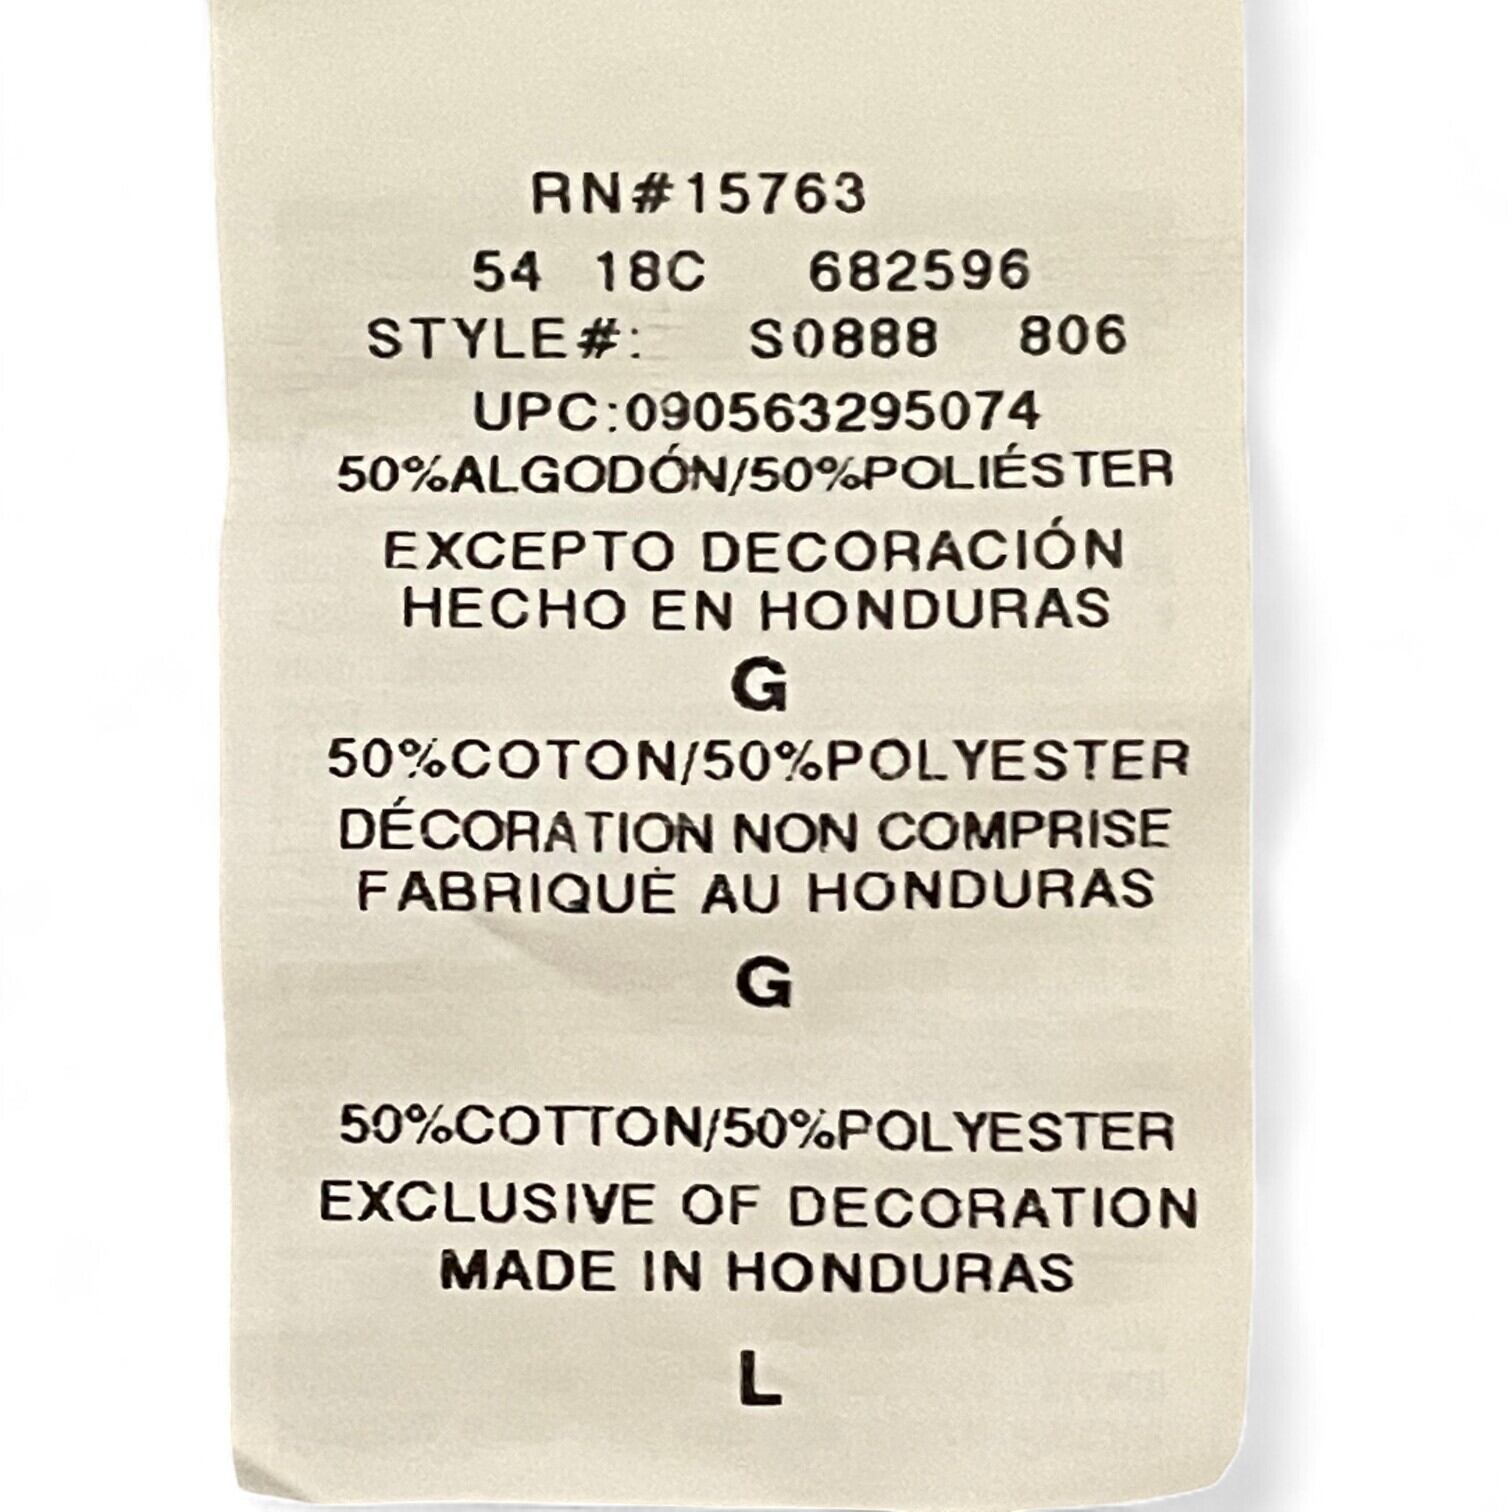 RN#15763
54 18C 682596
STYLE#: S0888 806
UPC:090563295074
50%ALGODÓN/50%POLIÉSTER
EXCEPTO DECORACIÓN
HECHO EN HONDURAS
G
50%COTON/50%POLYESTER
DÉCORATION NON COMPRISE
FABRIQUÉ AU HONDURAS
G
50%COTTON/50%POLYESTER
EXCLUSIVE OF DECORATION
MADE IN HONDURAS
L